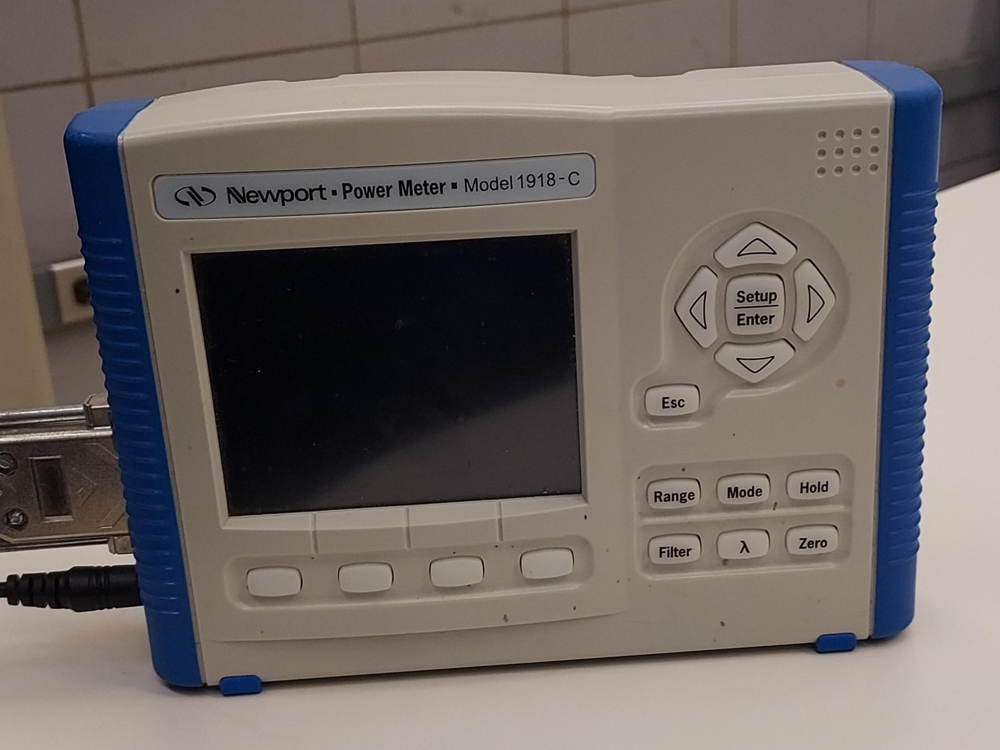 Newport ▪ Power Meter ▪ Model 1918-C
Setup
Enter
Esc
Range Mode Hold
Filter λ Zero